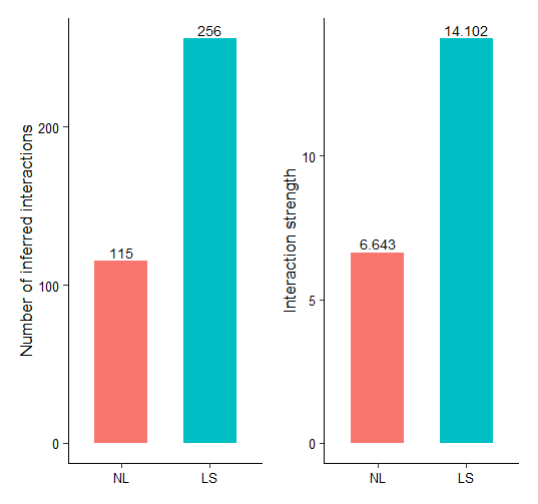 Number of inferred interactions
200
100
0
256
115
NL
LS
Interaction strength
10
5
0
14.102
6.643
NL
LS